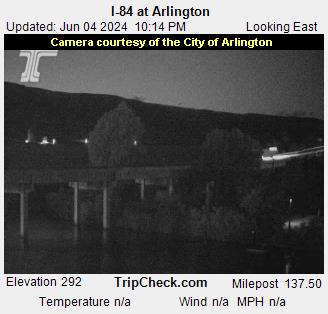 I-84 at Arlington
Updated: Jun 04 2024 10:14 PM Looking East
Camera courtesy of the City of Arlington
Elevation 292 TripCheck.com Milepost 137.50
Temperature n/a Wind n/a MPH n/a